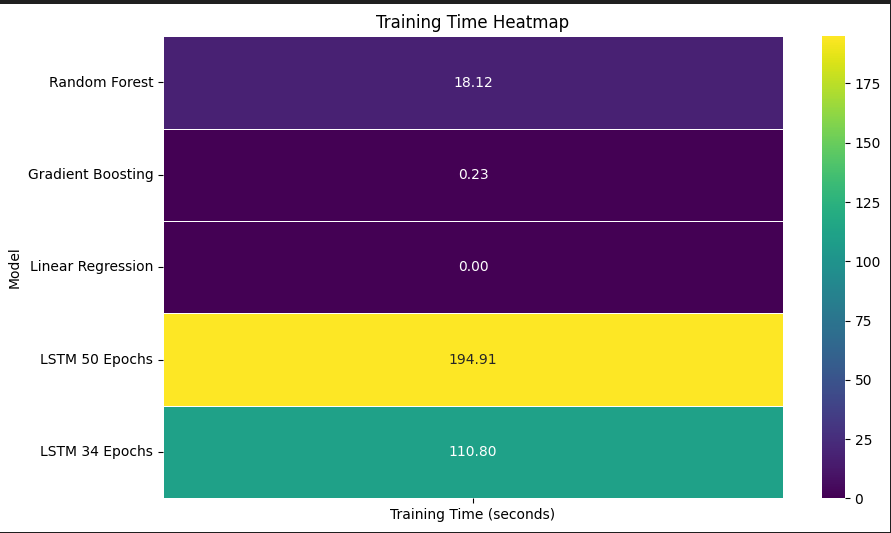 Training Time Heatmap
Model
Random Forest
18.12
Gradient Boosting
0.23
Linear Regression
0.00
LSTM 50 Epochs
194.91
LSTM 34 Epochs
110.80
Training Time (seconds)
175
150
125
100
75
50
25
0